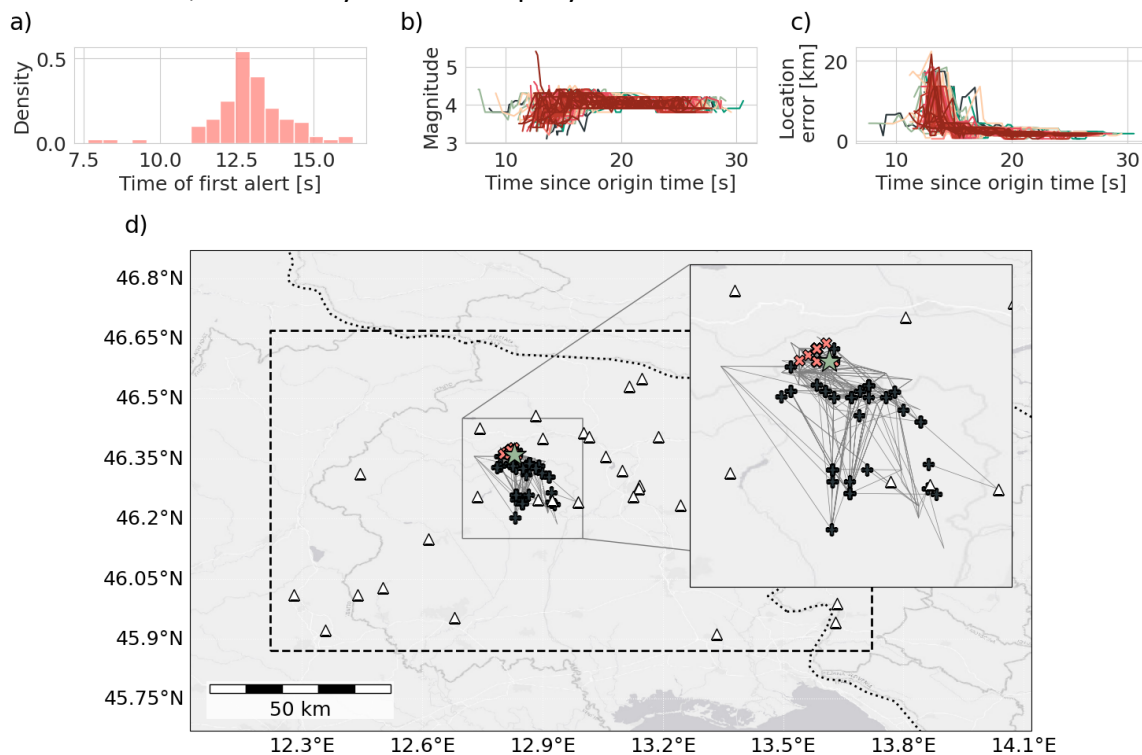 a)
b)
c)
0.5
0.0
Density
7.5
10.0
12.5
15.0
Time of first alert [s]
5
4
3
Magnitude
10
20
30
Time since origin time [s]
20
0
Location
error [km]
10
20
30
Time since origin time [s]
d)
46.8°N
46.65°N
46.5°N
46.35°N
46.2°N
46.05°N
45.9°N
45.75°N
50 km
12.3°E
12.6°E
12.9°E
13.2°E
13.5°E
13.8°E
14.1°E